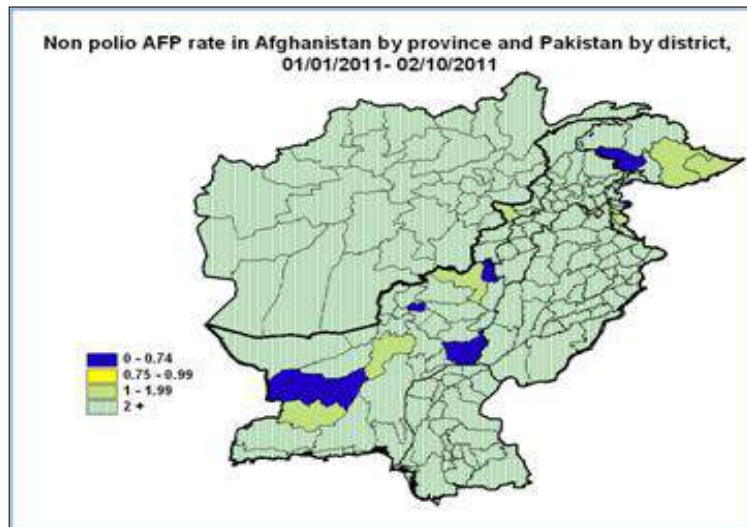 Non polio AFP rate in Afghanistan by province and Pakistan by district,
01/01/2011- 02/10/2011
0 - 0.74
0.75 - 0.99
1 - 1.99
2 +